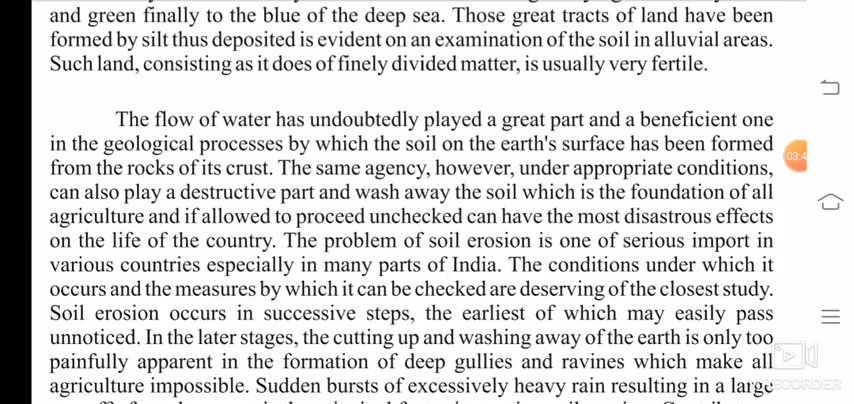 and green finally to the blue of the deep sea. Those great tracts of land have been
formed by silt thus deposited is evident on an examination of the soil in alluvial areas.
Such land, consisting as it does of finely divided matter, is usually very fertile.
The flow of water has undoubtedly played a great part and a beneficient one
in the geological processes by which the soil on the earth's surface has been formed
from the rocks of its crust. The same agency, however, under appropriate conditions,
can also play a destructive part and wash away the soil which is the foundation of all
agriculture and if allowed to proceed unchecked can have the most disastrous effects
on the life of the country. The problem of soil erosion is one of serious import in
various countries especially in many parts of India. The conditions under which it
occurs and the measures by which it can be checked are deserving of the closest study.
Soil erosion occurs in successive steps, the earliest of which may easily pass
unnoticed. In the later stages, the cutting up and washing away of the earth is only too
painfully apparent in the formation of deep gullies and ravines which make all
agriculture impossible. Sudden bursts of excessively heavy rain resulting in a large
03:4
RECORDER